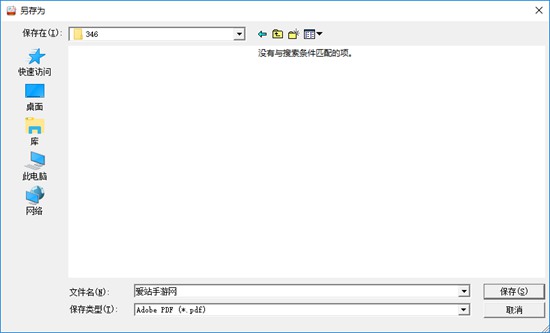 另存为
保存在(I):
346
没有与搜索条件匹配的项。
快速访问
桌面
库
此电脑
网络
文件名(N):
爱站手游网
保存(S)
保存类型(T):
Adobe PDF (*.pdf)
取消